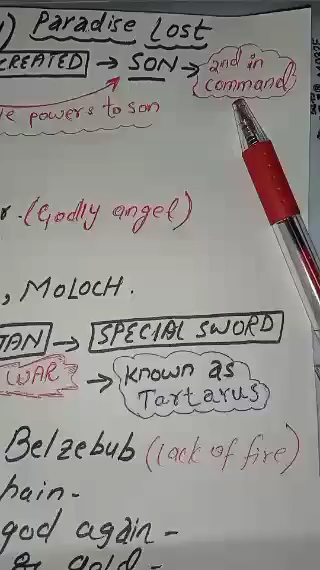 Paradise Lost
CREATED → SON → 2nd in command
powers to son
(Godly angel)
, MOLOCH.
TAN → SPECIAL SWORD
WAR → Known as Tartarus
Belzebub (lack of fire)
god again -